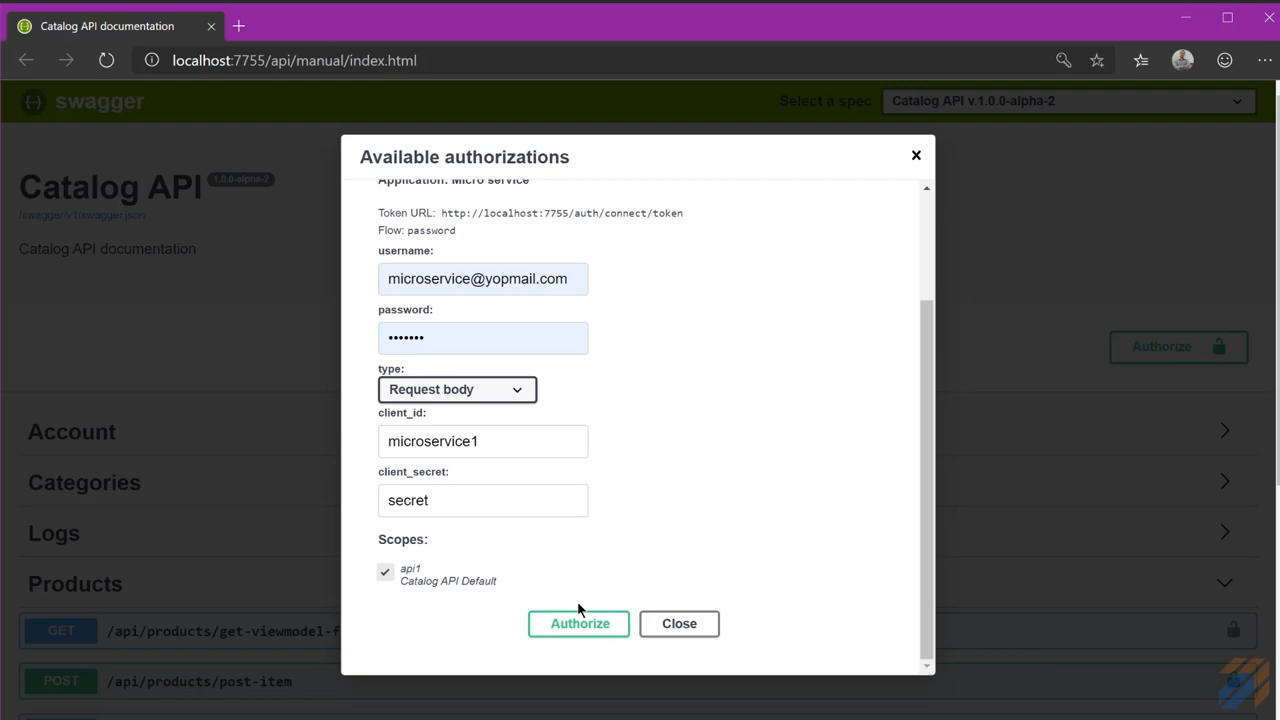 Catalog API documentation
localhost:7755/api/manual/index.html
swagger
Select a spec
Catalog API v.1.0.0-alpha-2
Available authorizations
Application: Micro service
Catalog API
1.0.0-alpha-2
/swagger/v1/swagger.json
Catalog API documentation
Token URL: http://localhost:7755/auth/connect/token
Flow: password
username:
microservice@yopmail.com
password:
•••••••
type:
Request body
client_id:
microservice1
client_secret:
secret
Scopes:
api1
Catalog API Default
Authorize
Close
Authorize
Account
Categories
Logs
Products
GET /api/products/get-viewmodel-f
POST /api/products/post-item